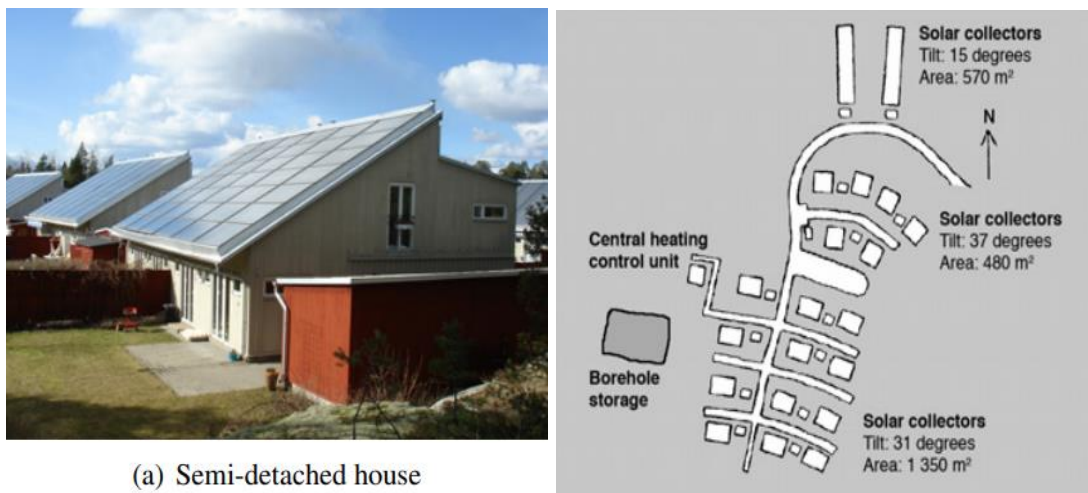 (a) Semi-detached house
Solar collectors
Tilt: 15 degrees
Area: 570 m²
N
Solar collectors
Tilt: 37 degrees
Area: 480 m²
Central heating
control unit
Borehole
storage
Solar collectors
Tilt: 31 degrees
Area: 1 350 m²